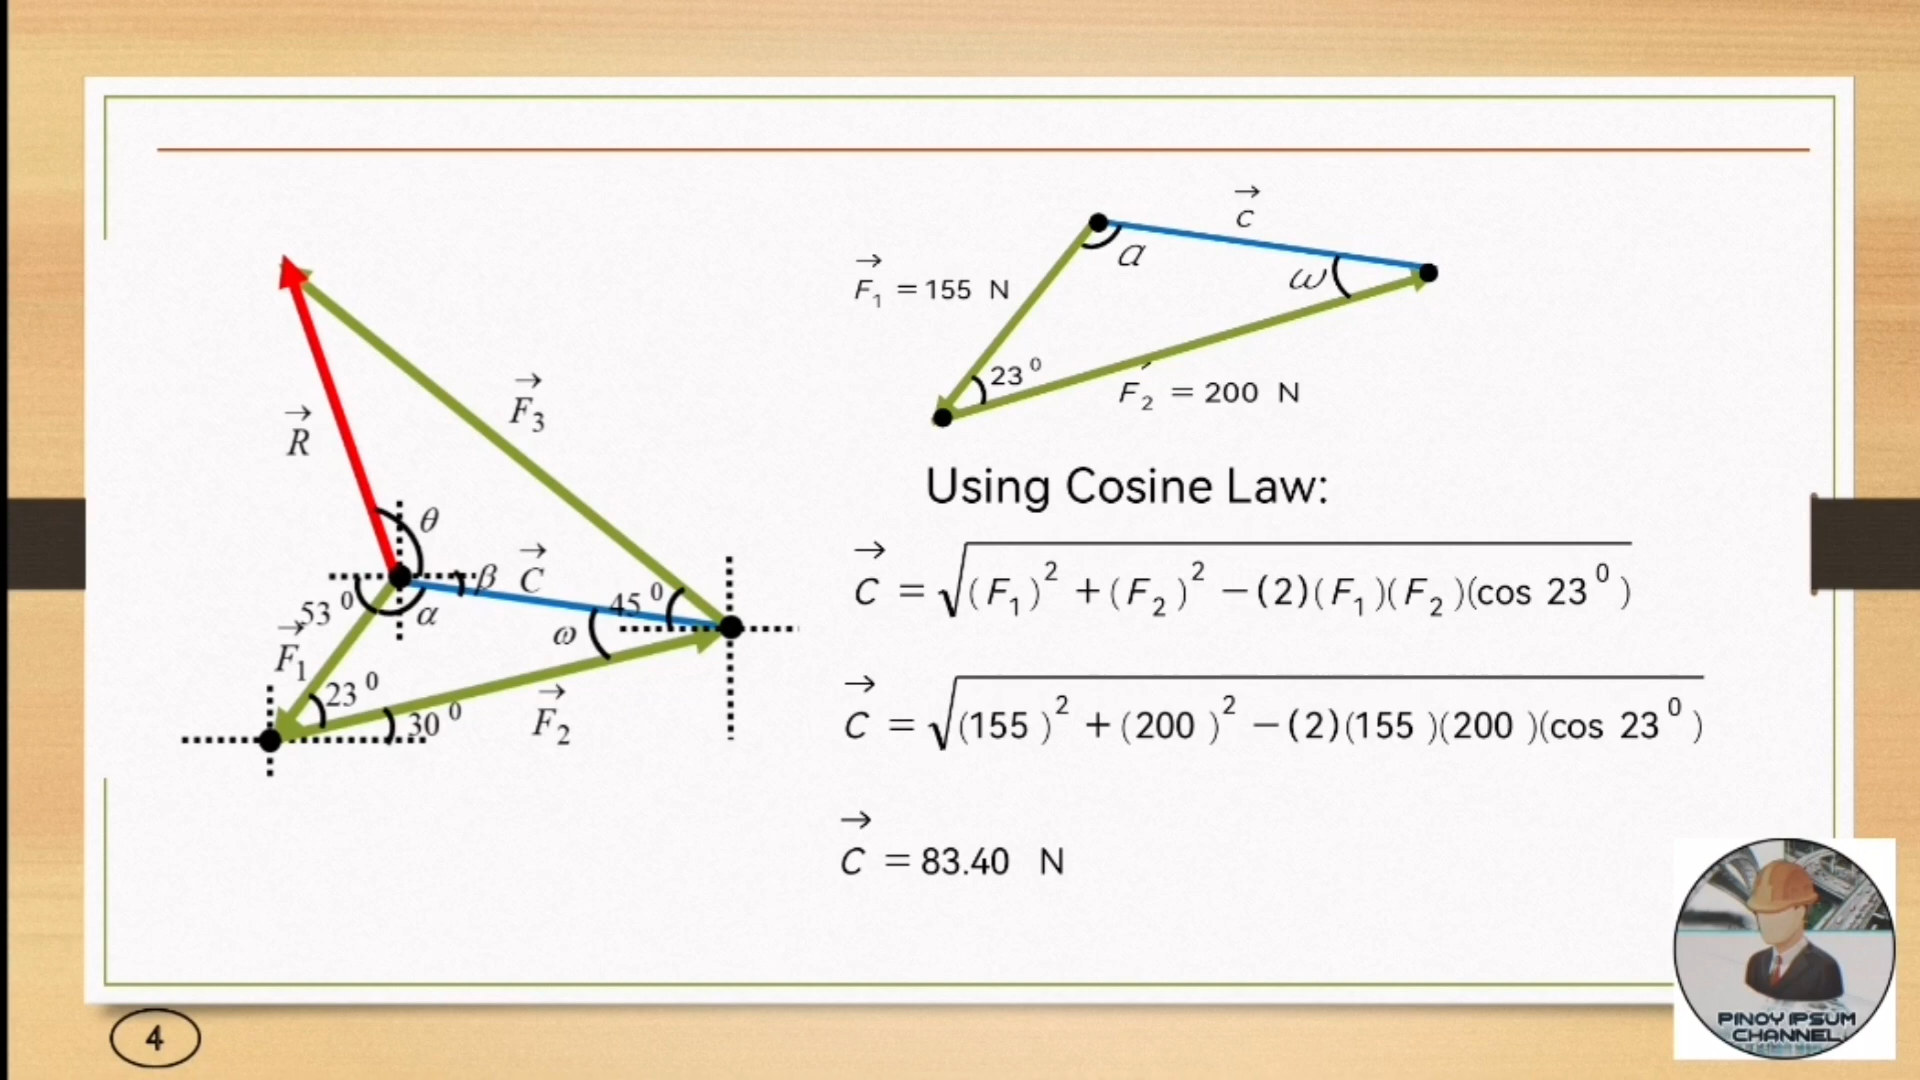 →
F₃
→
R
θ
β
→
C
53⁰
α
45⁰
ω
→
F₁
23⁰
30⁰
→
F₂
→
c
→
F₁ = 155 N
α
ω
23⁰
F₂ = 200 N
Using Cosine Law:
→
C = √(F₁)² + (F₂)² − (2)(F₁)(F₂)(cos 23⁰)
→
C = √(155)² + (200)² − (2)(155)(200)(cos 23⁰)
→
C = 83.40 N
4
PINOY IPSUM
CHANNEL